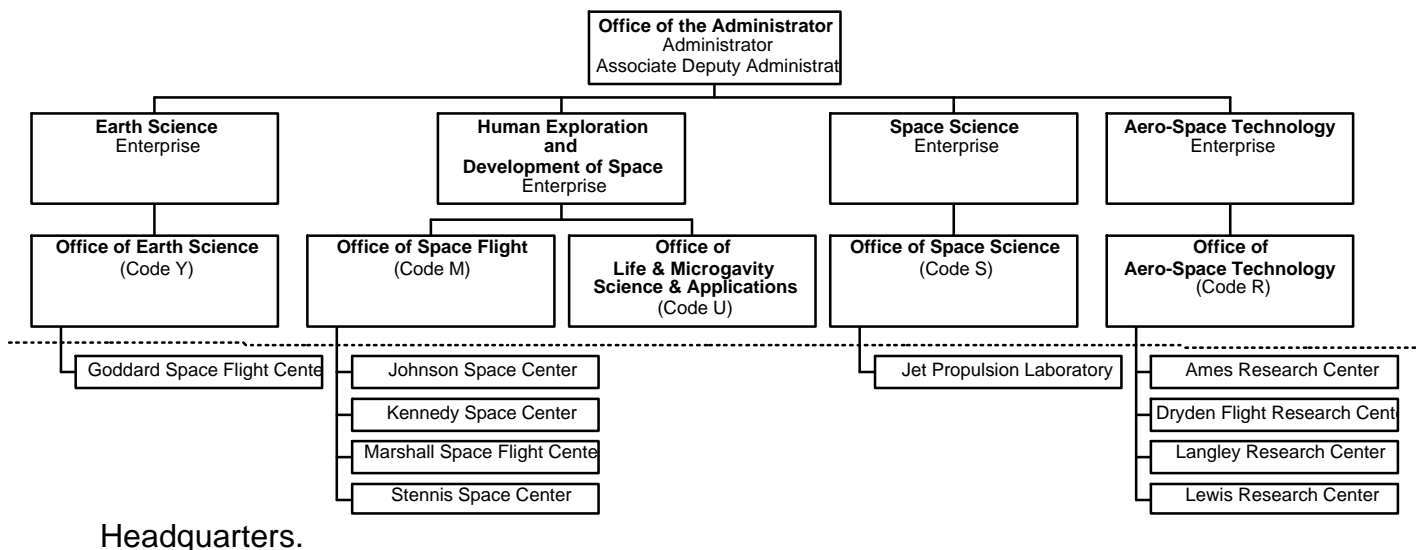 Office of the Administrator
Administrator
Associate Deputy Administrat
Earth Science
Enterprise
Human Exploration
and
Development of Space
Enterprise
Space Science
Enterprise
Aero-Space Technology
Enterprise
Office of Earth Science
(Code Y)
Office of Space Flight
(Code M)
Office of
Life & Microgavity
Science & Applications
(Code U)
Office of Space Science
(Code S)
Office of
Aero-Space Technology
(Code R)
Goddard Space Flight Cente
Johnson Space Center
Kennedy Space Center
Marshall Space Flight Cente
Stennis Space Center
Jet Propulsion Laboratory
Ames Research Center
Dryden Flight Research Cent
Langley Research Center
Lewis Research Center
Headquarters.